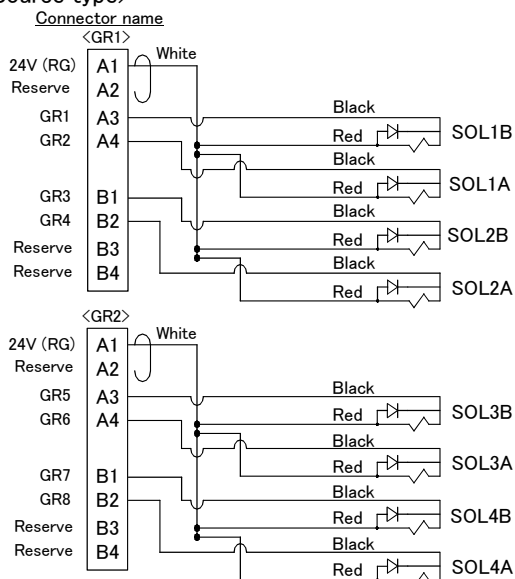 Connector name
<GR1>
White
24V (RG) A1
Reserve A2
GR1 A3 Black
Red SOL1B
GR2 A4 Black
Red SOL1A
GR3 B1 Black
Red SOL2B
GR4 B2 Black
Reserve B3
Reserve B4 Red SOL2A
<GR2>
White
24V (RG) A1
Reserve A2
GR5 A3 Black
Red SOL3B
GR6 A4 Black
Red SOL3A
GR7 B1 Black
Red SOL4B
GR8 B2 Black
Reserve B3
Reserve B4 Red SOL4A